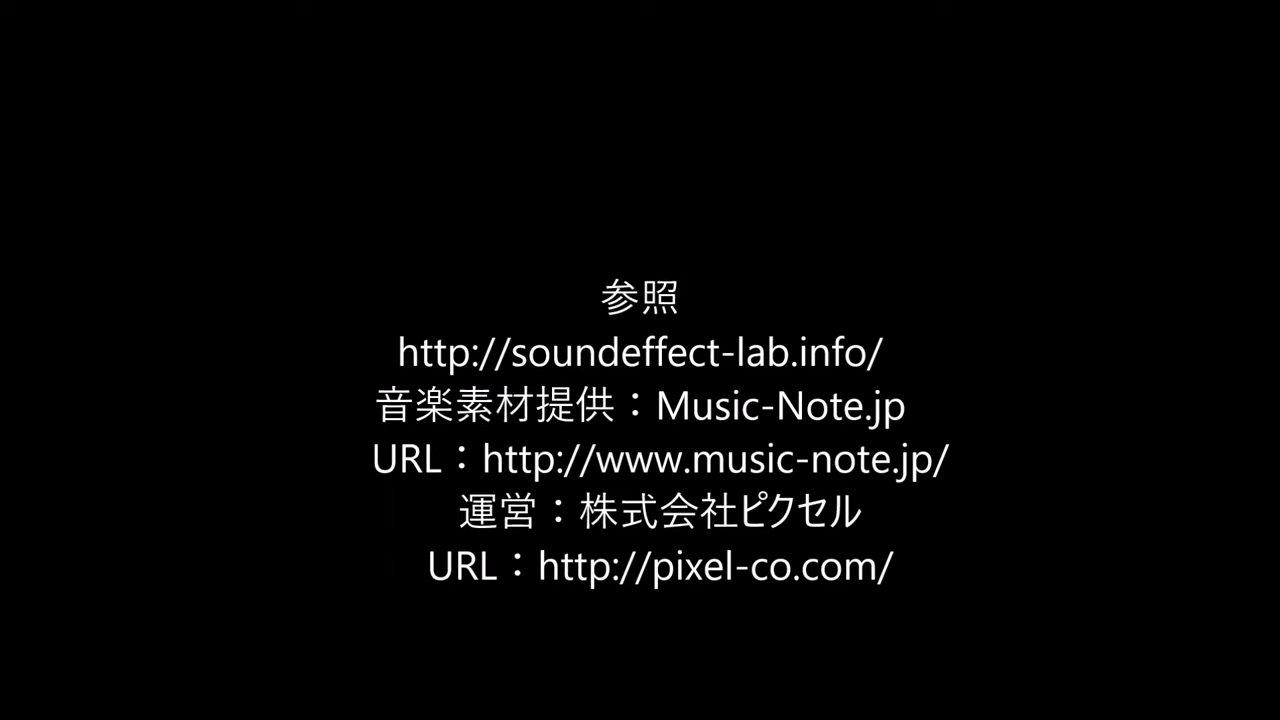 参照
http://soundeffect-lab.info/
音楽素材提供：Music-Note.jp
URL：http://www.music-note.jp/
運営：株式会社ピクセル
URL：http://pixel-co.com/